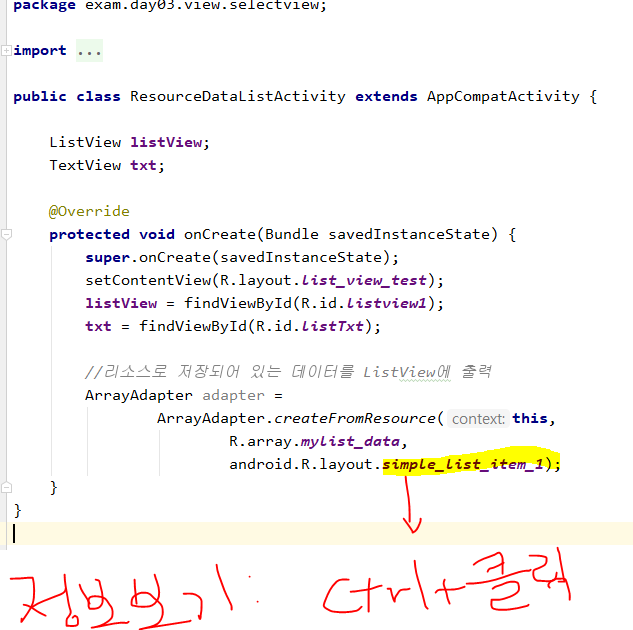 package exam.day03.view.selectview;
import ...
public class ResourceDataListActivity extends AppCompatActivity {
ListView listView;
TextView txt;
@Override
protected void onCreate(Bundle savedInstanceState) {
super.onCreate(savedInstanceState);
setContentView(R.layout.list_view_test);
listView = findViewById(R.id.listview1);
txt = findViewById(R.id.listTxt);
//리소스로 저장되어 있는 데이터를 ListView에 출력
ArrayAdapter adapter =
ArrayAdapter.createFromResource( context: this,
R.array.mylist_data,
android.R.layout.simple_list_item_1);
}
}
정보보기: Ctrl+클릭